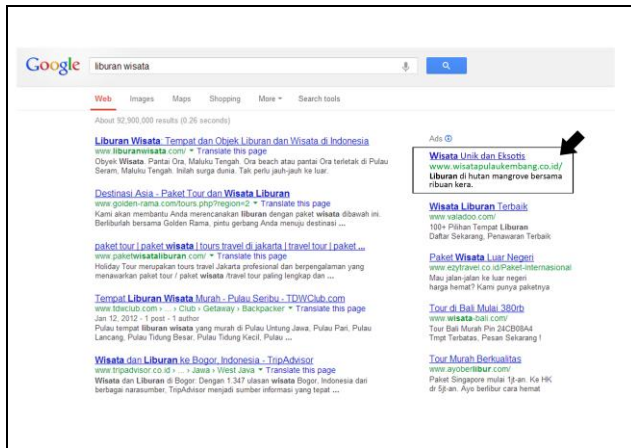 Google
liburan wisata
Web Images Maps Shopping More Search tools
About 92,900,000 results (0.26 seconds)
Liburan Wisata: Tempat dan Objek Liburan dan Wisata di Indonesia
www.liburanwisata.com/ Translate this page
Obyek Wisata. Pantai Ora, Maluku Tengah. Ora beach atau pantai Ora terletak di Pulau
Seram, Maluku Tengah. Inilah surga dunia. Tak perlu jauh-jauh ke luar.
Destinasi Asia - Paket Tour dan Wisata Liburan
www.golden-rama.com/tours.php?region=2 Translate this page
Kami akan membantu Anda merencanakan liburan dengan paket wisata dibawah ini.
Berliburlah bersama Golden Rama, pintu gerbang Anda menuju destinasi ...
paket tour | paket wisata | tours travel di jakarta | travel tour | paket ...
www.paketwisataliburan.com/ Translate this page
Holiday Tour merupakan tours travel Jakarta profesional dan berpengalaman yang
menawarkan paket tour / paket wisata /travel tour paling lengkap dan ...
Tempat Liburan Wisata Murah - Pulau Seribu - TDWClub.com
www.tdwclub.com › ... › Club › Getaway › Backpacker Translate this page
Jan 12, 2012 - 1 post - 1 author
Pulau tempat liburan wisata yang murah di Pulau Untung Jawa, Pulau Pari, Pulau
Lancang, Pulau Tidung Besar, Pulau Tidung Kecil, Pulau ...
Wisata dan Liburan ke Bogor, Indonesia - TripAdvisor
www.tripadvisor.co.id › ... › Jawa › West Java Translate this page
Wisata dan Liburan di Bogor: Dengan 1.347 ulasan wisata Bogor, Indonesia dari
berbagai narasumber, TripAdvisor menjadi sumber informasi yang tepat ...
Ads
Wisata Unik dan Eksotis
www.wisatapulaukembang.co.id/
Liburan di hutan mangrove bersama
ribuan kera.
Wisata Liburan Terbaik
www.valadoo.com/
100+ Pilihan Tempat Liburan
Daftar Sekarang, Penawaran Terbaik
Paket Wisata Luar Negeri
www.ezytravel.co.id/Paket-Internasional
Mau jalan-jalan ke luar negeri
harga hemat? Kami punya paketnya
Tour di Bali Mulai 380rb
www.wisata-bali.com/
Tour Bali Murah Pin 24CB08A4
Tmpt Terbatas, Pesan Sekarang !
Tour Murah Berkualitas
www.ayoberlibur.com/
Paket Singapore mulai 1jt-an. Ke HK
dr 5jt-an. Ayo berlibur cara hemat